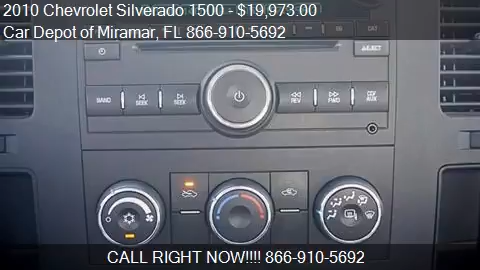 2010 Chevrolet Silverado 1500 - $19,973.00
Car Depot of Miramar, FL 866-910-5692
EJECT
BAND
SEEK
SEEK
REV
FWD
CD/
AUX
CALL RIGHT NOW!!!! 866-910-5692